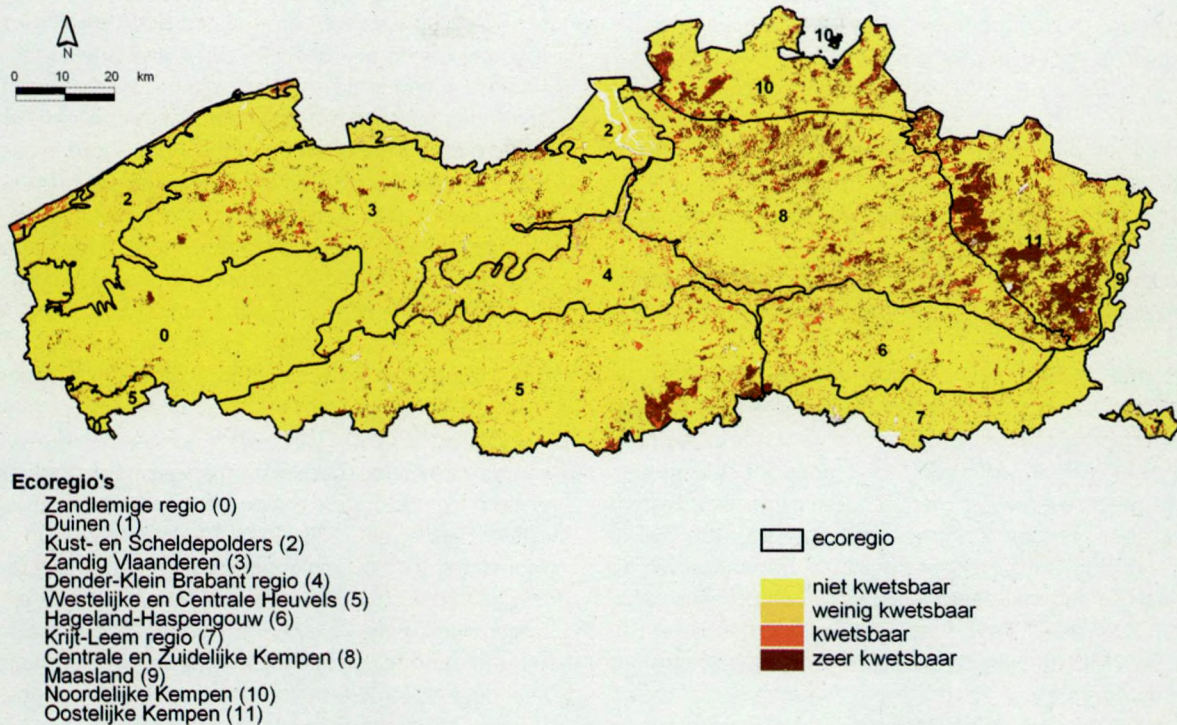 N
0 10 20 km
10
10
1
2
2
2
3
8
1
11
9
4
0
6
5
5
7
7
Ecoregio's
Zandlemige regio (0)
Duinen (1)
Kust- en Scheldepolders (2)
Zandig Vlaanderen (3)
Dender-Klein Brabant regio (4)
Westelijke en Centrale Heuvels (5)
Hageland-Haspengouw (6)
Krijt-Leem regio (7)
Centrale en Zuidelijke Kempen (8)
Maasland (9)
Noordelijke Kempen (10)
Oostelijke Kempen (11)
ecoregio
niet kwetsbaar
weinig kwetsbaar
kwetsbaar
zeer kwetsbaar